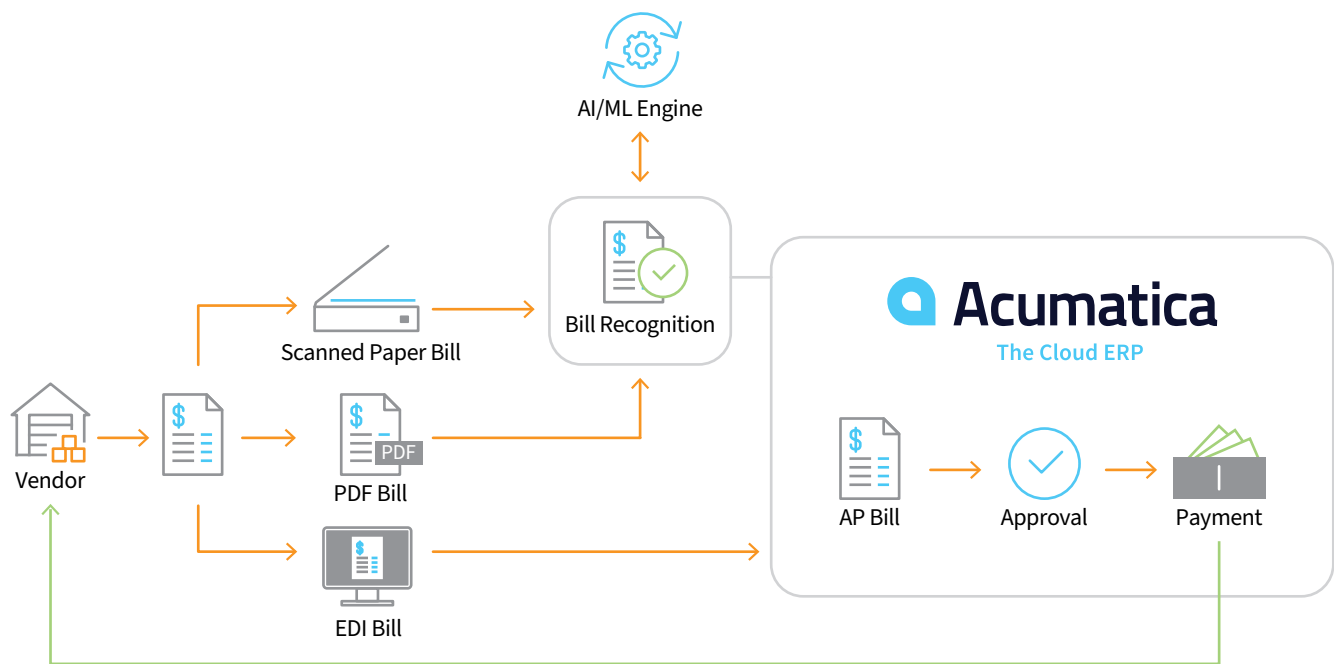 AI/ML Engine
$
Bill Recognition
Scanned Paper Bill
Acumatica
The Cloud ERP
Vendor
$
$
PDF
PDF Bill
$
AP Bill
Approval
Payment
$
EDI Bill